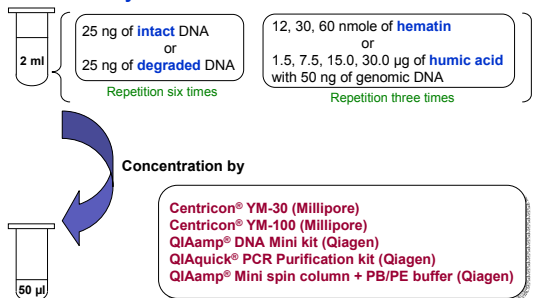 2 ml
25 ng of intact DNA
or
25 ng of degraded DNA
Repetition six times
12, 30, 60 nmole of hematin
or
1.5, 7.5, 15.0, 30.0 µg of humic acid
with 50 ng of genomic DNA
Repetition three times
Concentration by
Centricon® YM-30 (Millipore)
Centricon® YM-100 (Millipore)
QIAamp® DNA Mini kit (Qiagen)
QIAquick® PCR Purification kit (Qiagen)
QIAamp® Mini spin column + PB/PE buffer (Qiagen)
50 µl